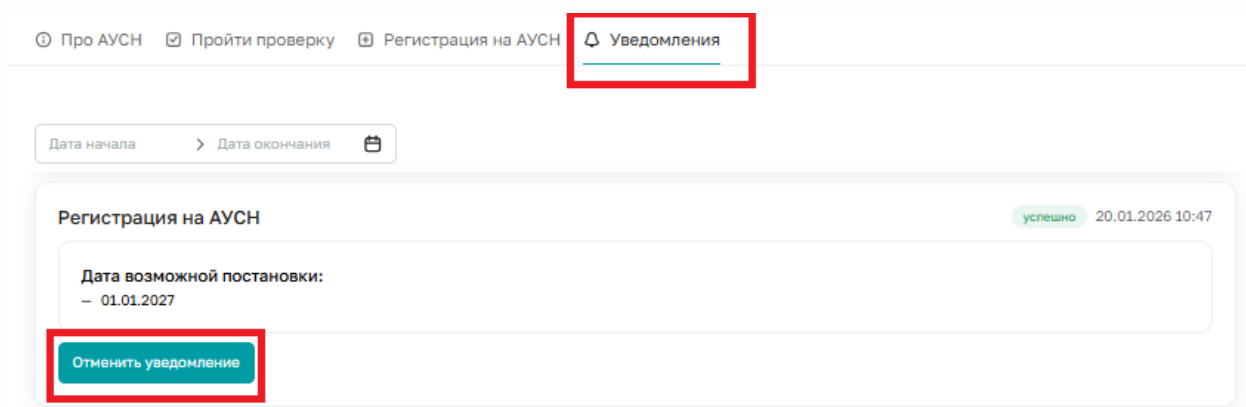 Про АУСН Пройти проверку Регистрация на АУСН Уведомления
Дата начала > Дата окончания
Регистрация на АУСН успешно 20.01.2026 10:47
Дата возможной постановки:
– 01.01.2027
Отменить уведомление